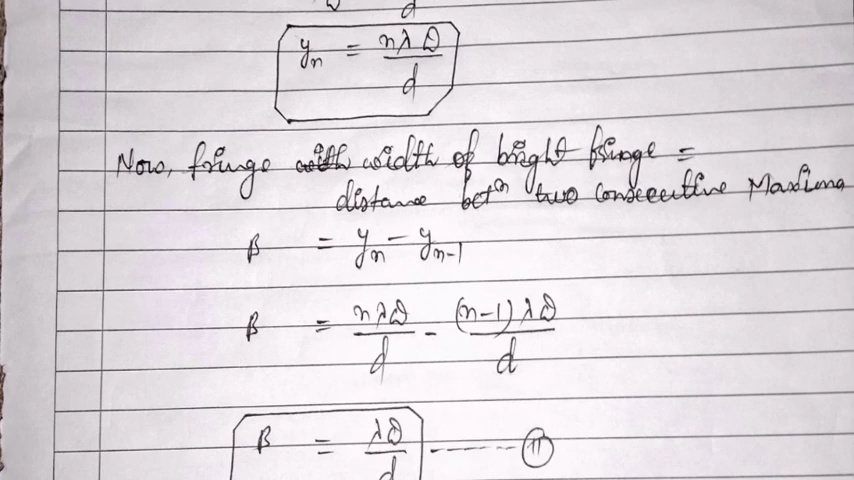 d
yₙ = nλD/d
Now, fringe width of bright fringe =
distance betⁿ two consecutive Maxima
β = yₙ - yₙ₋₁
β = nλD/d - (n-1)λD/d
β = λD/d ------- (II)